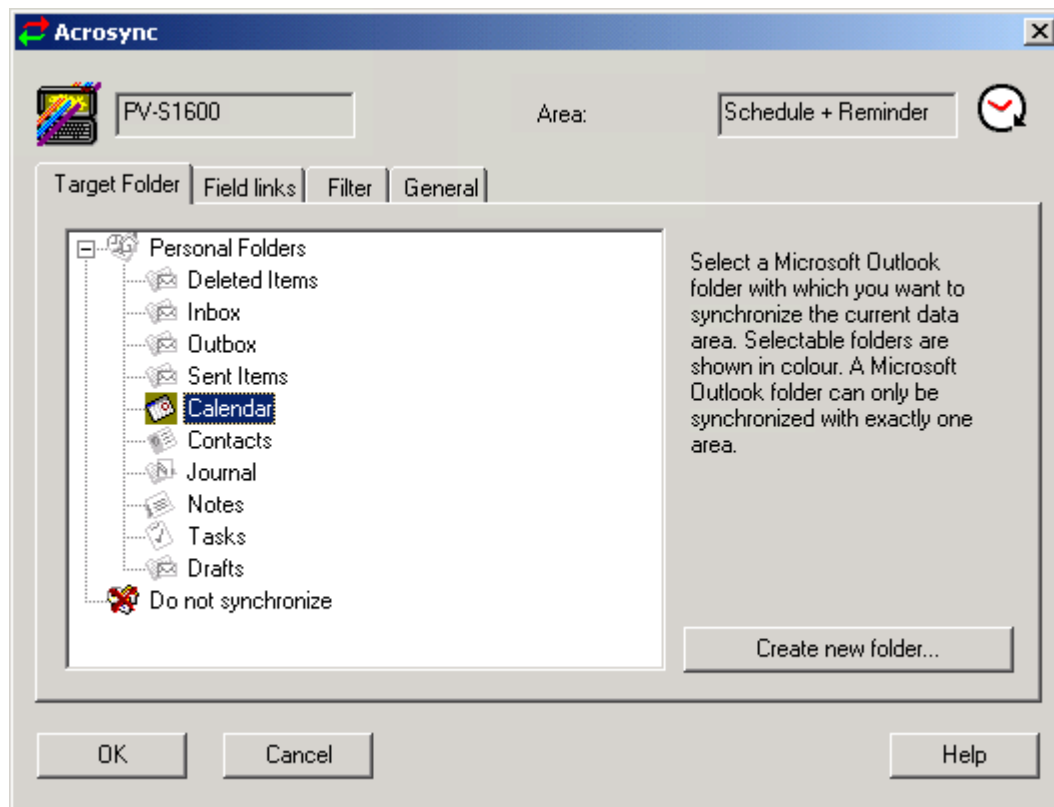 Acrosync
PV-S1600
Area:
Schedule + Reminder
Target Folder
Field links
Filter
General
Personal Folders
Deleted Items
Inbox
Outbox
Sent Items
Calendar
Contacts
Journal
Notes
Tasks
Drafts
Do not synchronize
Select a Microsoft Outlook
folder with which you want to
synchronize the current data
area. Selectable folders are
shown in colour. A Microsoft
Outlook folder can only be
synchronized with exactly one
area.
Create new folder...
OK
Cancel
Help